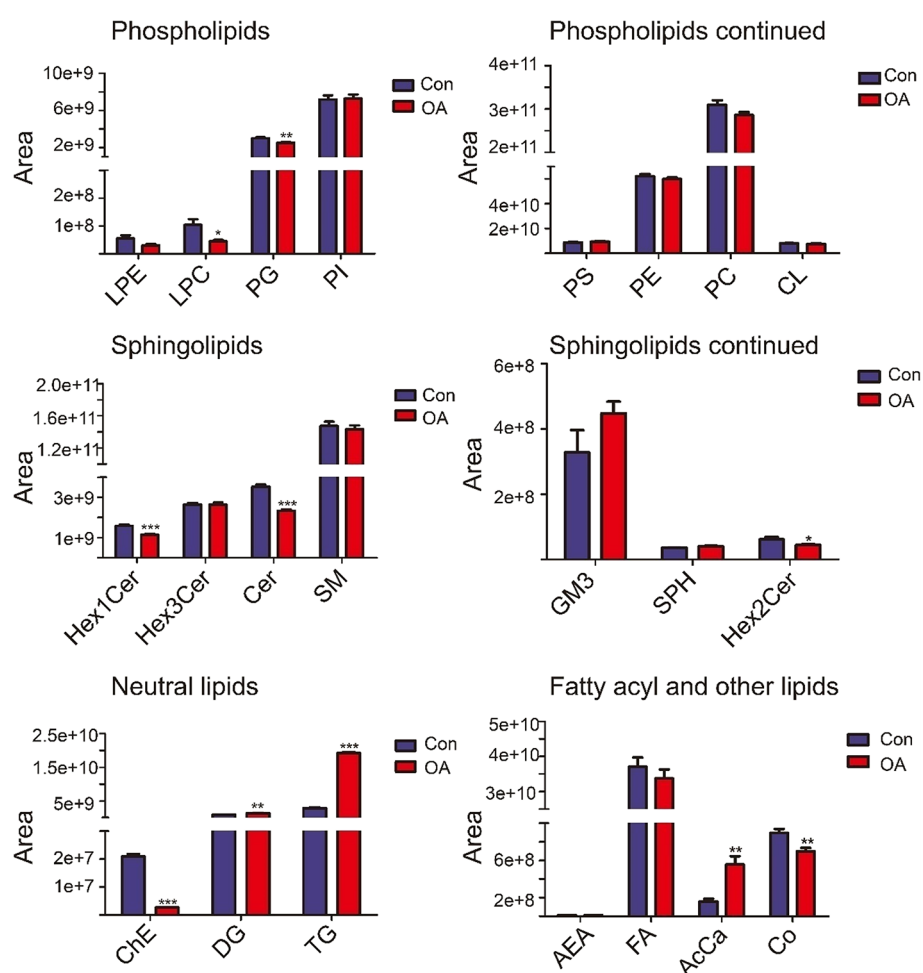 Phospholipids
10e+9
6e+9
2e+9
2e+8
1e+8
Area
Con
OA
**
*
LPE LPC PG PI
Phospholipids continued
4e+11
3e+11
2e+11
4e+10
2e+10
Area
Con
OA
PS PE PC CL
Sphingolipids
2.0e+11
1.6e+11
1.2e+11
3e+9
1e+9
Area
Con
OA
*** ***
Hex1Cer Hex3Cer Cer SM
Sphingolipids continued
6e+8
4e+8
2e+8
Area
Con
OA
*
GM3 SPH Hex2Cer
Neutral lipids
2.5e+10
1.5e+10
5e+9
2e+7
1e+7
Area
Con
OA
*** ** ***
ChE DG TG
Fatty acyl and other lipids
5e+10
4e+10
3e+10
6e+8
2e+8
Area
Con
OA
** **
AEA FA AcCa Co